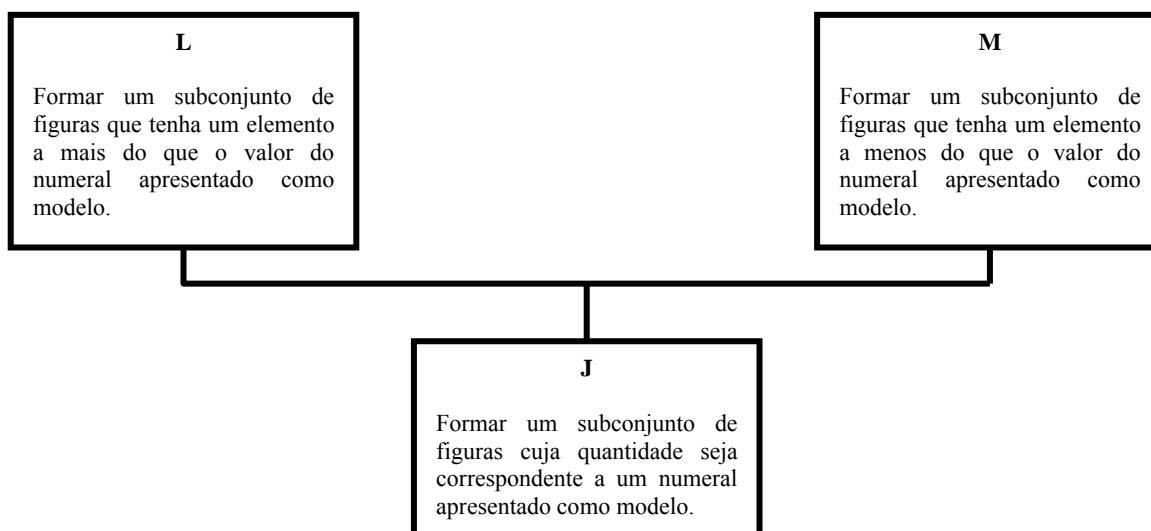 L
Formar um subconjunto de
figuras que tenha um elemento
a mais do que o valor do
numeral apresentado como
modelo.
M
Formar um subconjunto de
figuras que tenha um elemento
a menos do que o valor do
numeral apresentado como
modelo.
J
Formar um subconjunto de
figuras cuja quantidade seja
correspondente a um numeral
apresentado como modelo.